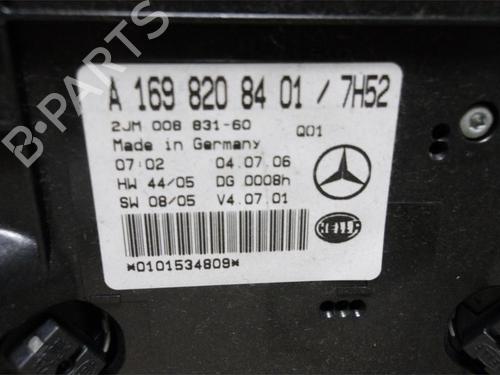 A 169 820 84 01 / 7H52
2JM 008 831-60 Q01
Made in Germany
07:02 04.07.06
HW 44/05 DG 0008h
SW 08/05 V4.07.01
HELLA
*0101534809*
B-PARTS